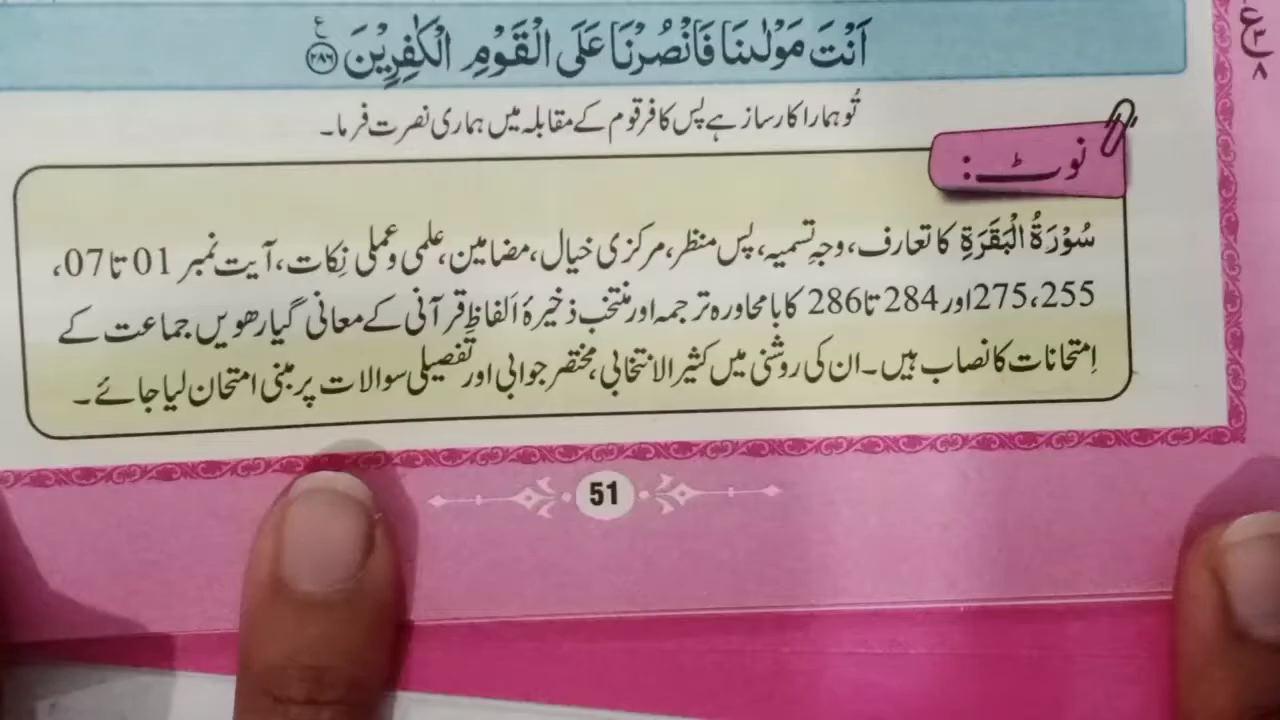 اَنْتَ مَوْلٰىنَا فَانْصُرْنَا عَلَى الْقَوْمِ الْكٰفِرِيْنَ ﴿۲۸۶﴾
تُو ہمارا کارساز ہے پس کافر قوم کے مقابلہ میں ہماری نصرت فرما۔
نوٹ:
سُوْرَةُ الْبَقَرَةِ کا تعارف، وجہِ تسمیہ، پس منظر، مرکزی خیال، مضامین، علمی و عملی نِکات، آیت نمبر 01 تا 07،
255، 275 اور 284 تا 286 کا بامحاورہ ترجمہ اور منتخب ذخیرۂ اَلفاظِ قرآنی کے معانی گیارھویں جماعت کے
اِمتحانات کا نصاب ہیں۔ ان کی روشنی میں کثیر الانتخابی، مختصر جوابی اور تفصیلی سوالات پر مبنی امتحان لیا جائے۔
51
ع
۳
۸